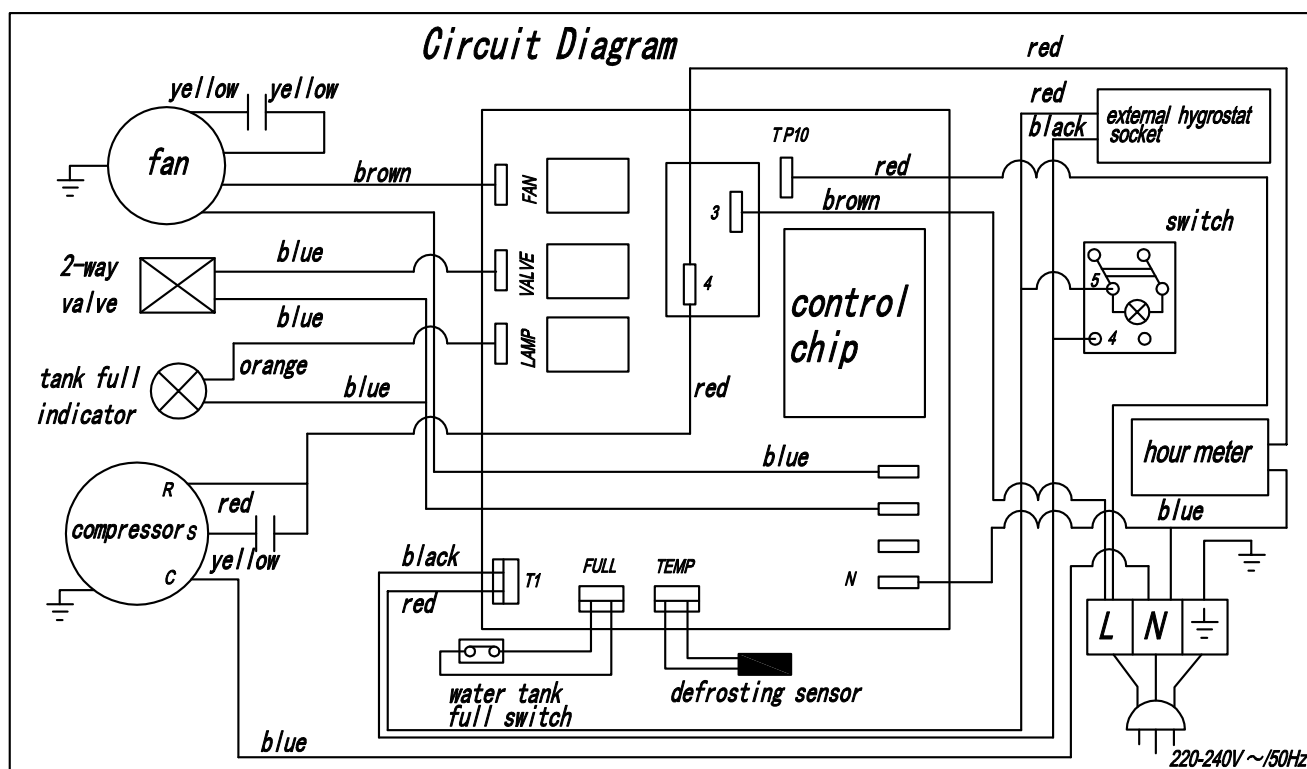 Circuit Diagram
red
yellow yellow
red
black
external hygrostat
socket
TP10
fan
brown
FAN
red
3
brown
switch
2-way
valve
blue
VALVE
4
5
control
chip
blue
LAMP
4
tank full
indicator
orange
blue
red
hour meter
R
blue
red
compressors
S
blue
yellow
C
black
T1
FULL
TEMP
N
red
L
N
water tank
full switch
defrosting sensor
blue
220-240V ~/50Hz